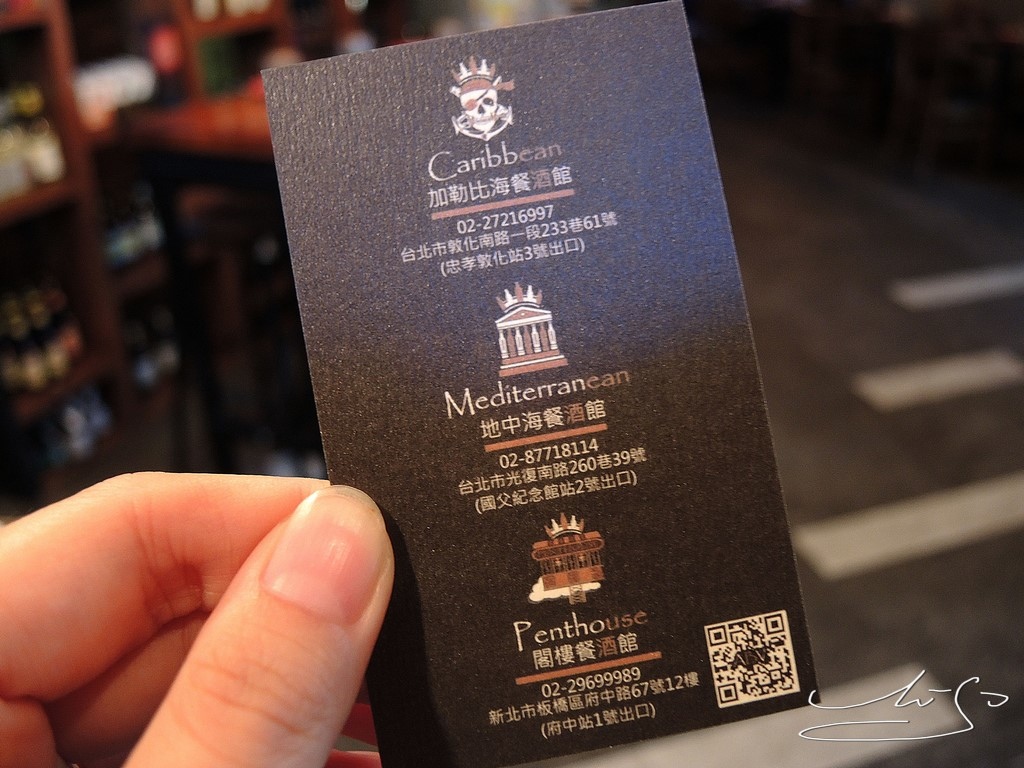 Caribbean
加勒比海餐酒館
02-27216997
台北市敦化南路一段233巷61號
(忠孝敦化站3號出口)
Mediterranean
地中海餐酒館
02-87718114
台北市光復南路260巷39號
(國父紀念館站2號出口)
Penthouse
閣樓餐酒館
02-29699989
新北市板橋區府中路67號12樓
(府中站1號出口)